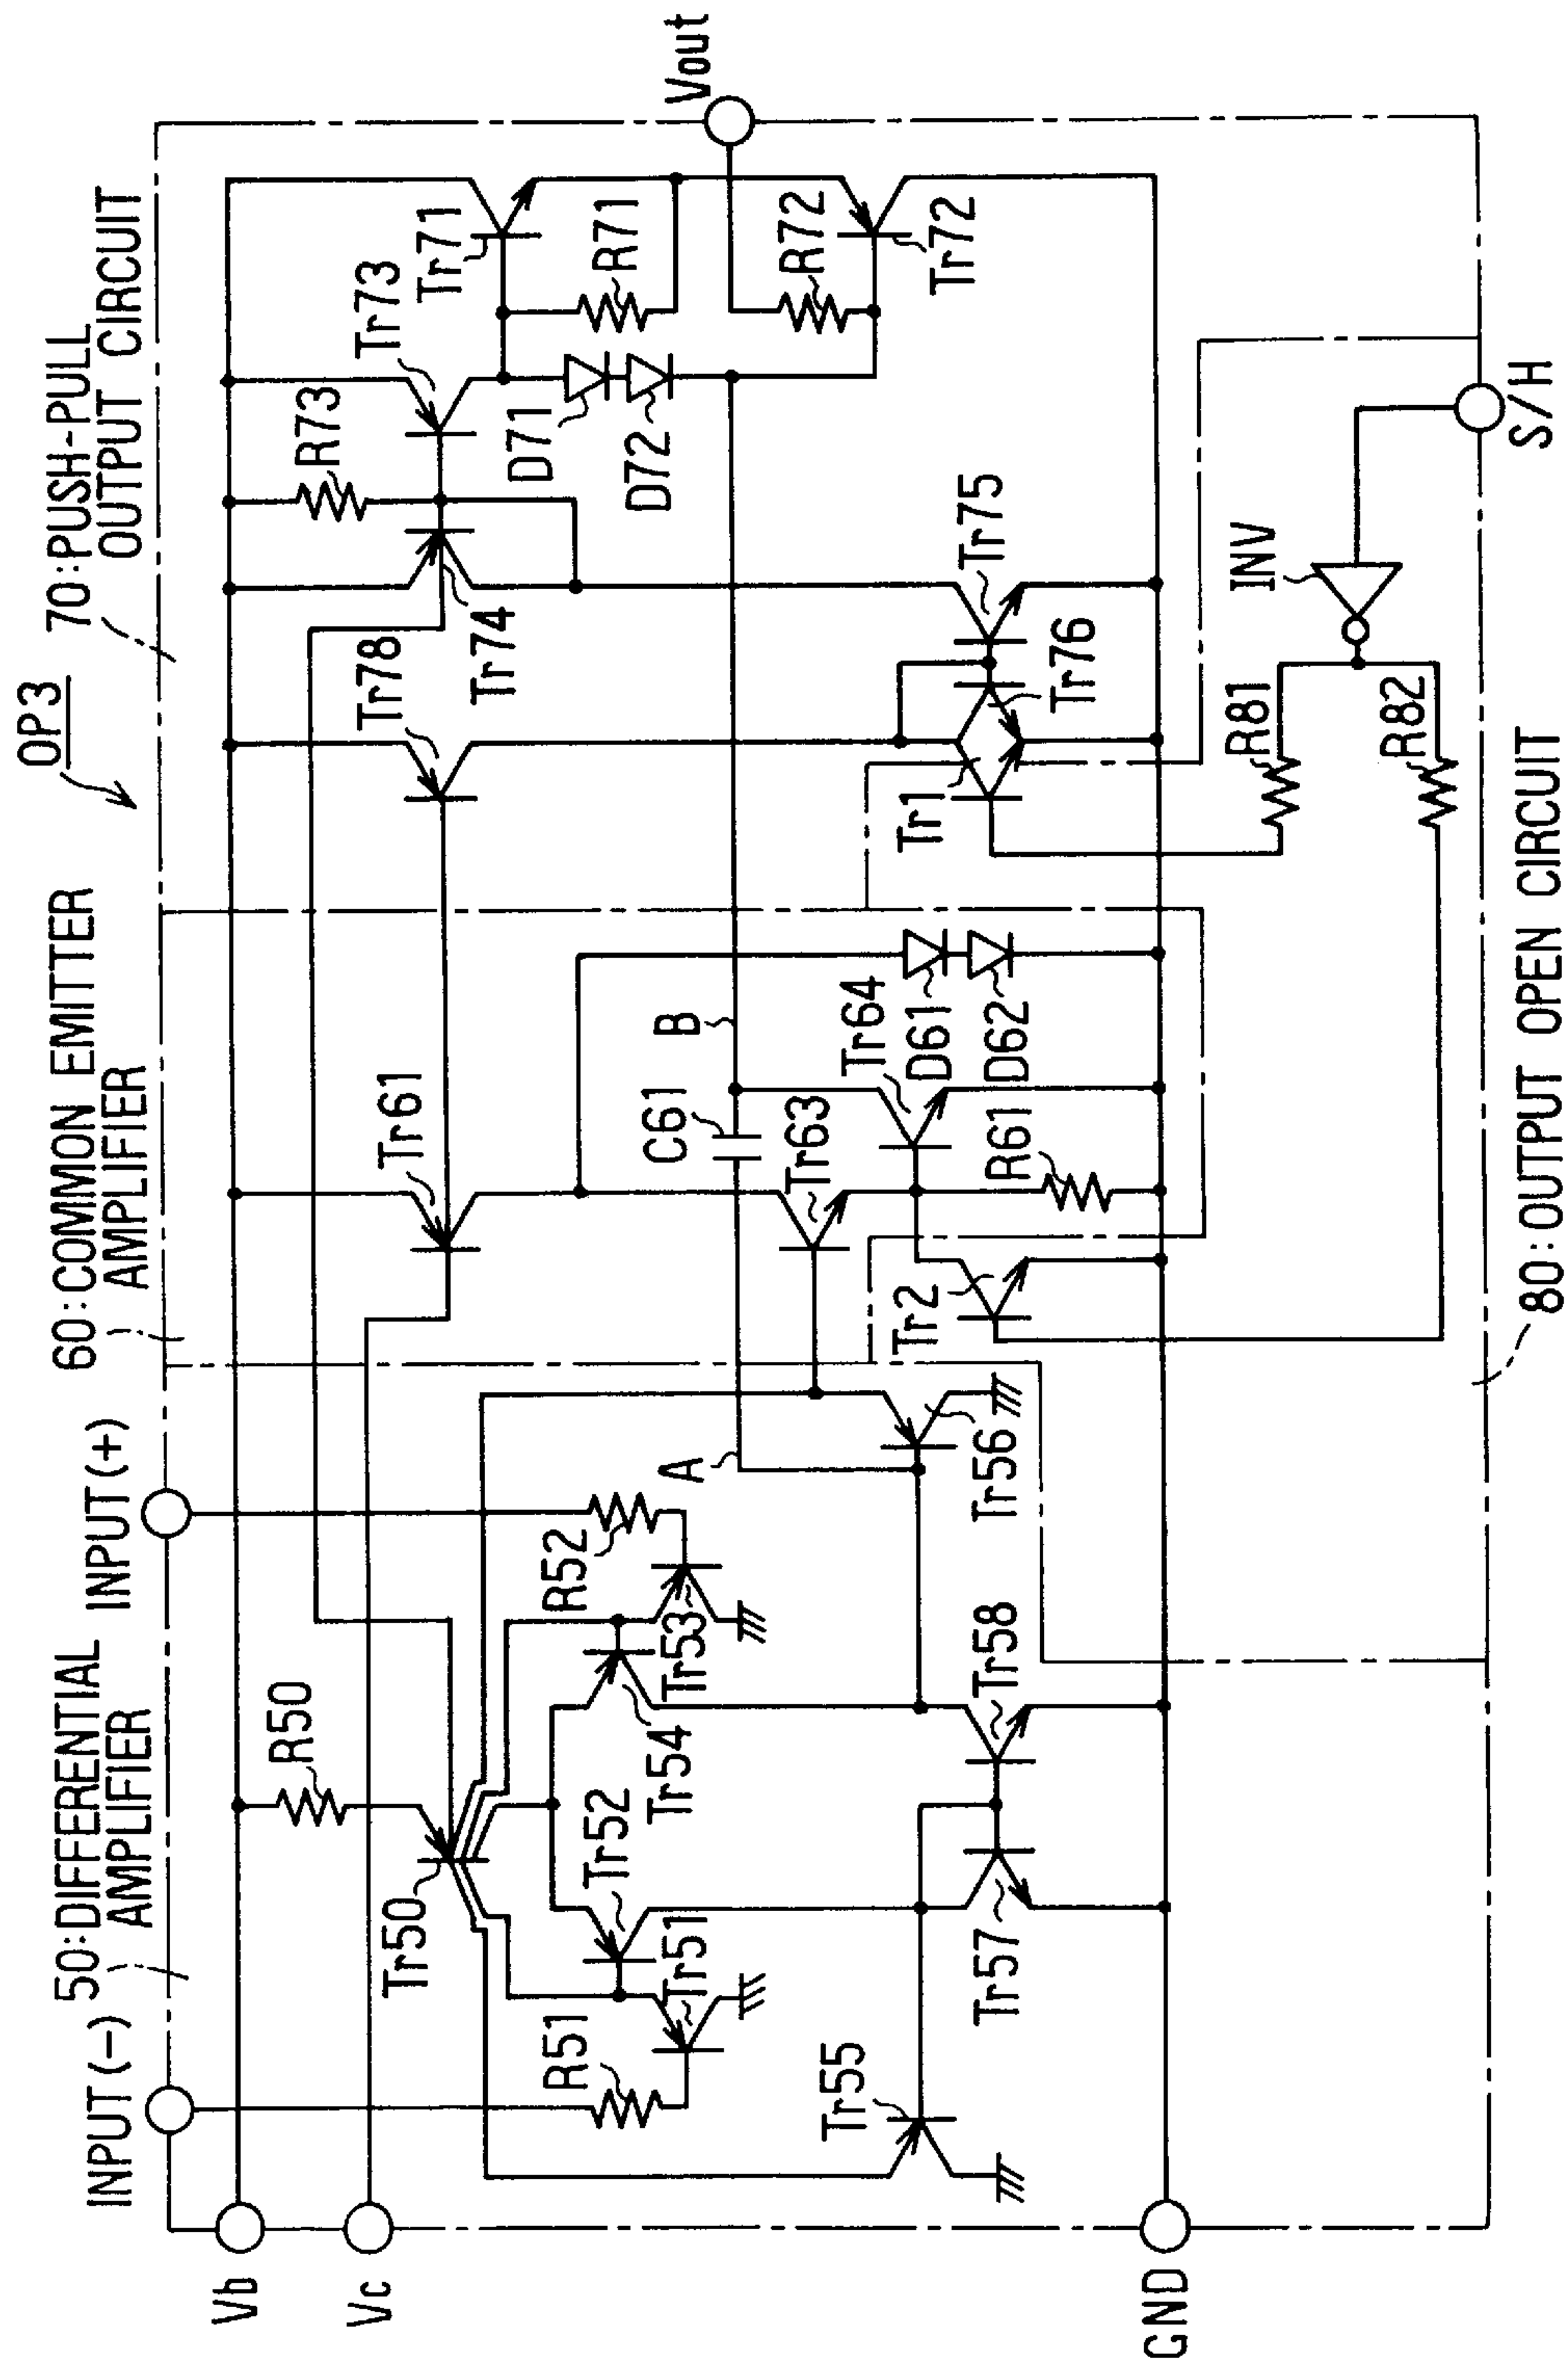 OP3
50:DIFFERENTIAL
AMPLIFIER
60:COMMON EMITTER
AMPLIFIER
70:PUSH-PULL
OUTPUT CIRCUIT
INPUT(−)
INPUT(+)
Vb
Vc
GND
R50
Tr50
R51
Tr51
Tr52
R52
Tr53
Tr54
Tr55
Tr56
Tr57
Tr58
A
B
C61
Tr61
Tr63
Tr64
D61
D62
R61
Tr2
Tr1
Tr78
Tr74
R73
Tr73
Tr71
R71
D71
D72
R72
Tr72
Tr75
Tr76
Vout
INV
S/H
R81
R82
80:OUTPUT OPEN CIRCUIT